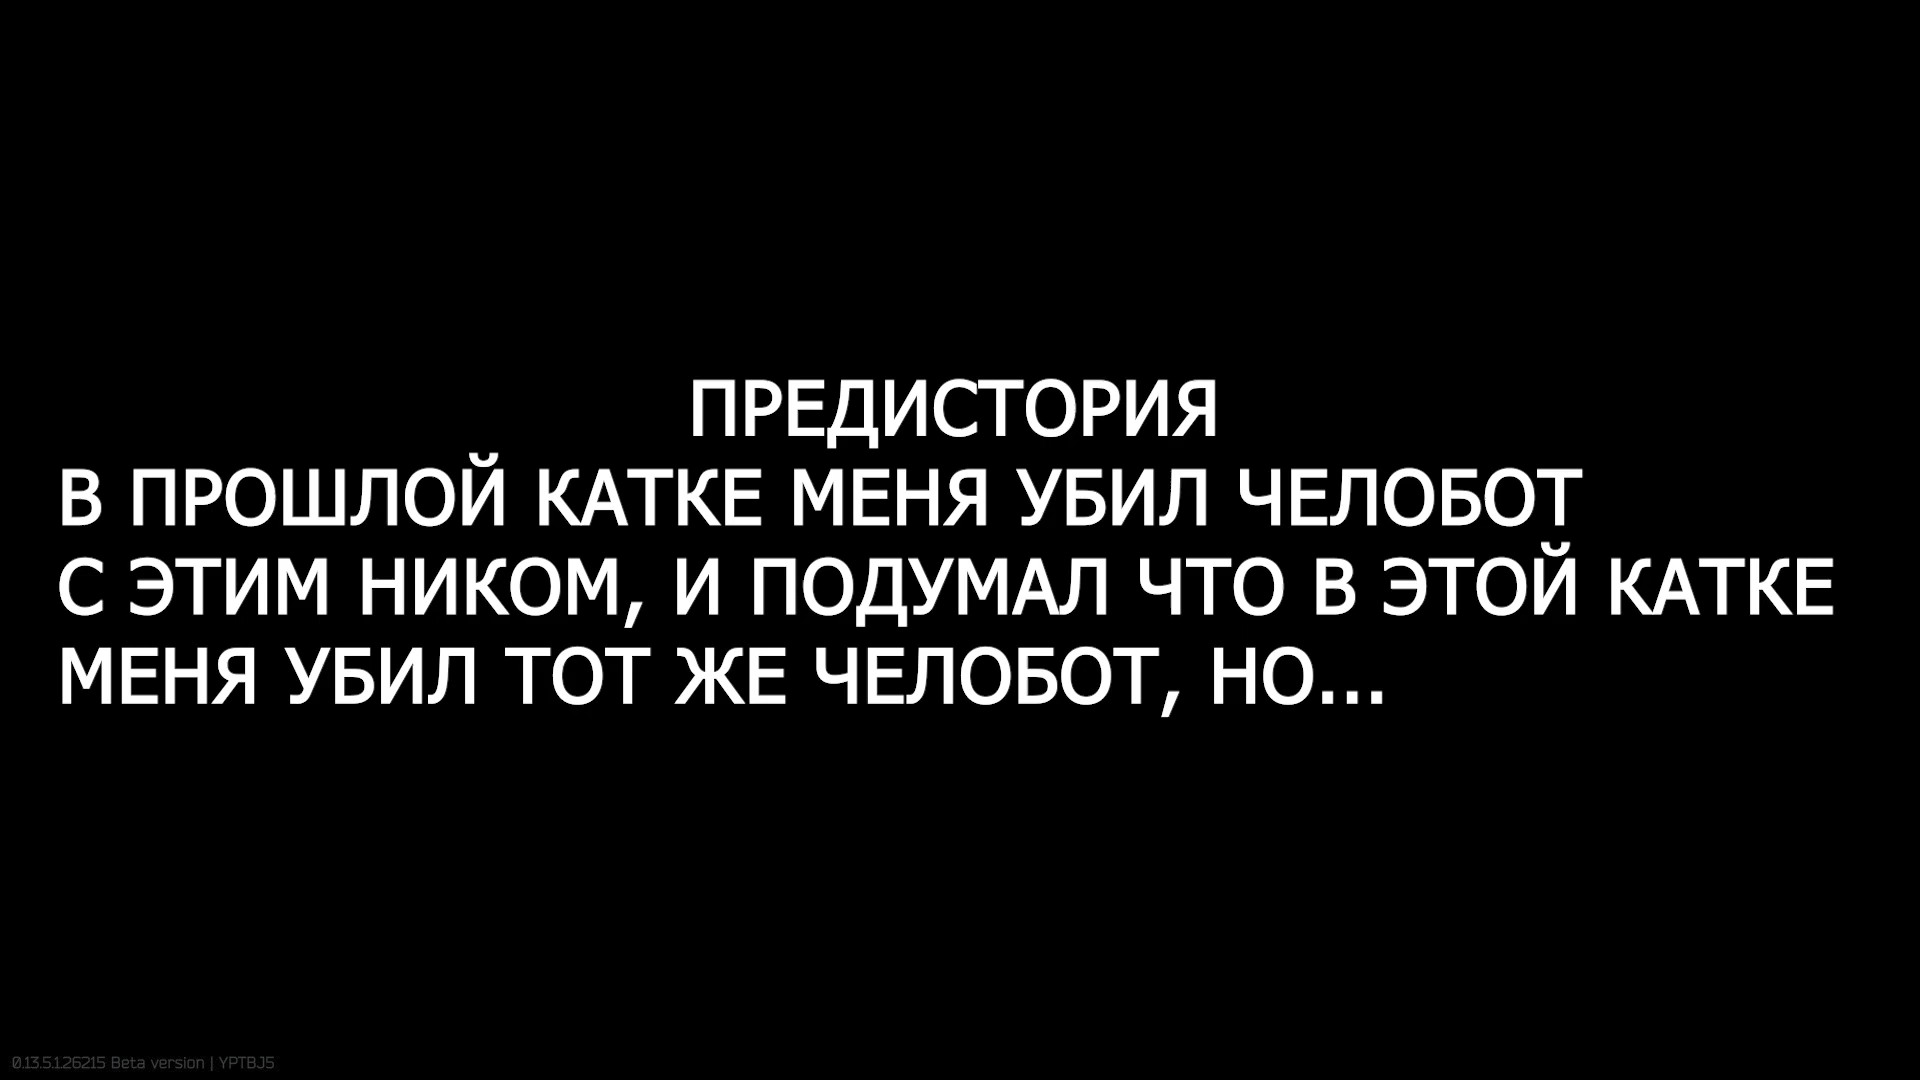 ПРЕДИСТОРИЯ
В ПРОШЛОЙ КАТКЕ МЕНЯ УБИЛ ЧЕЛОБОТ
С ЭТИМ НИКОМ, И ПОДУМАЛ ЧТО В ЭТОЙ КАТКЕ
МЕНЯ УБИЛ ТОТ ЖЕ ЧЕЛОБОТ, НО...
0.13.5.1.26215 Beta version | YPTBJ5